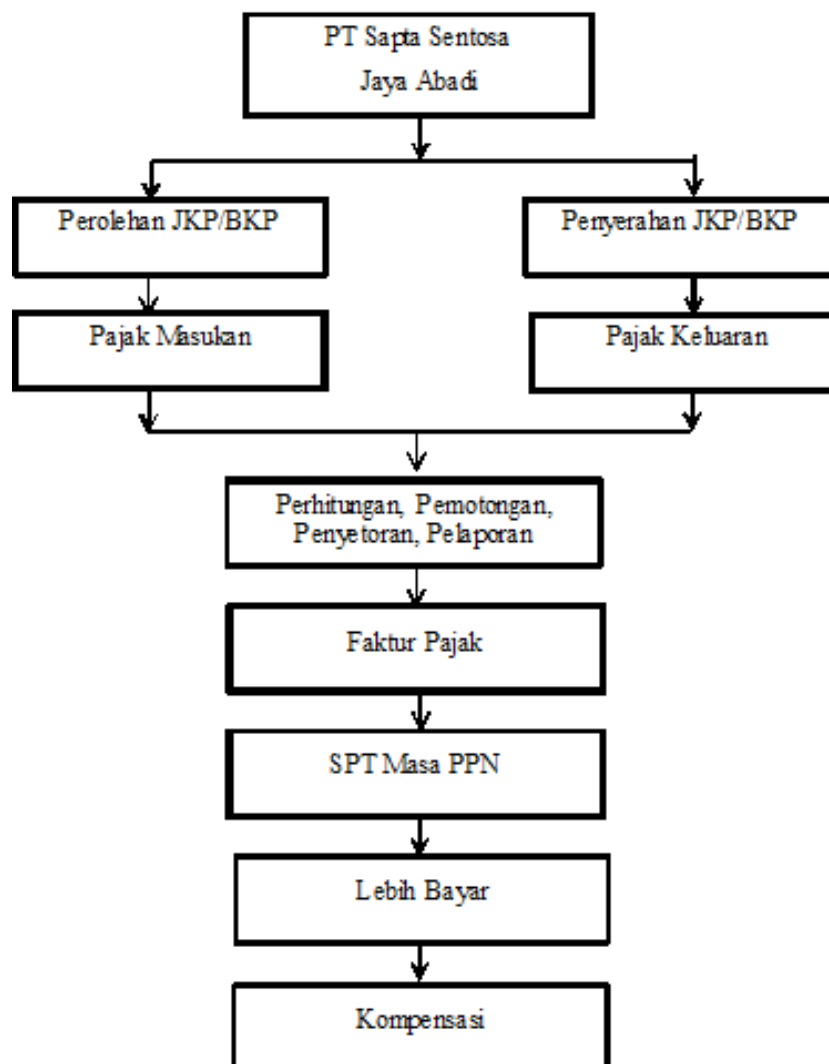 PT Sapta Sentosa
Jaya Abadi
Perolehan JKP/BKP
Penyerahan JKP/BKP
Pajak Masukan
Pajak Keluaran
Perhitungan, Pemotongan,
Penyetoran, Pelaporan
Faktur Pajak
SPT Masa PPN
Lebih Bayar
Kompensasi